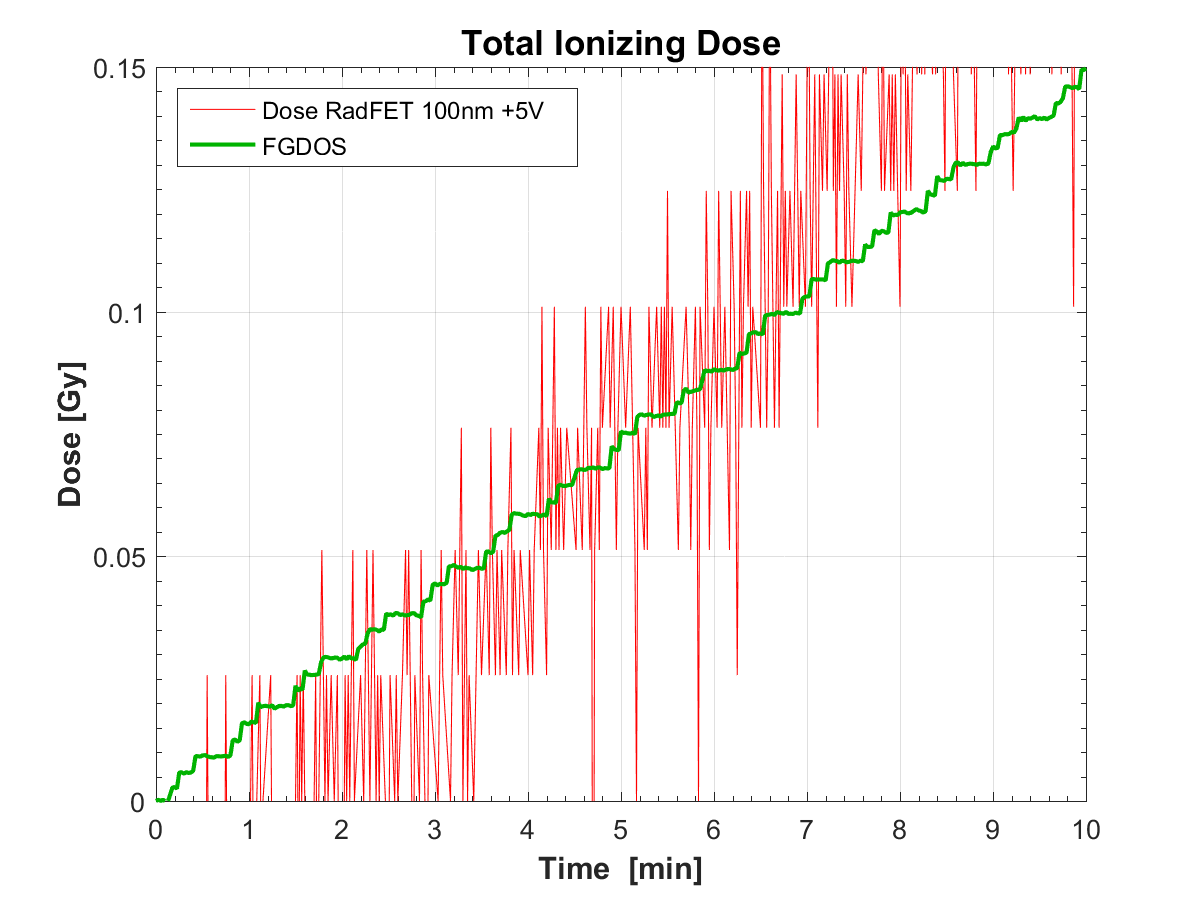 Total Ionizing Dose
0.15
Dose RadFET 100nm +5V
FGDOS
0.1
Dose [Gy]
0.05
0
0 1 2 3 4 5 6 7 8 9 10
Time [min]